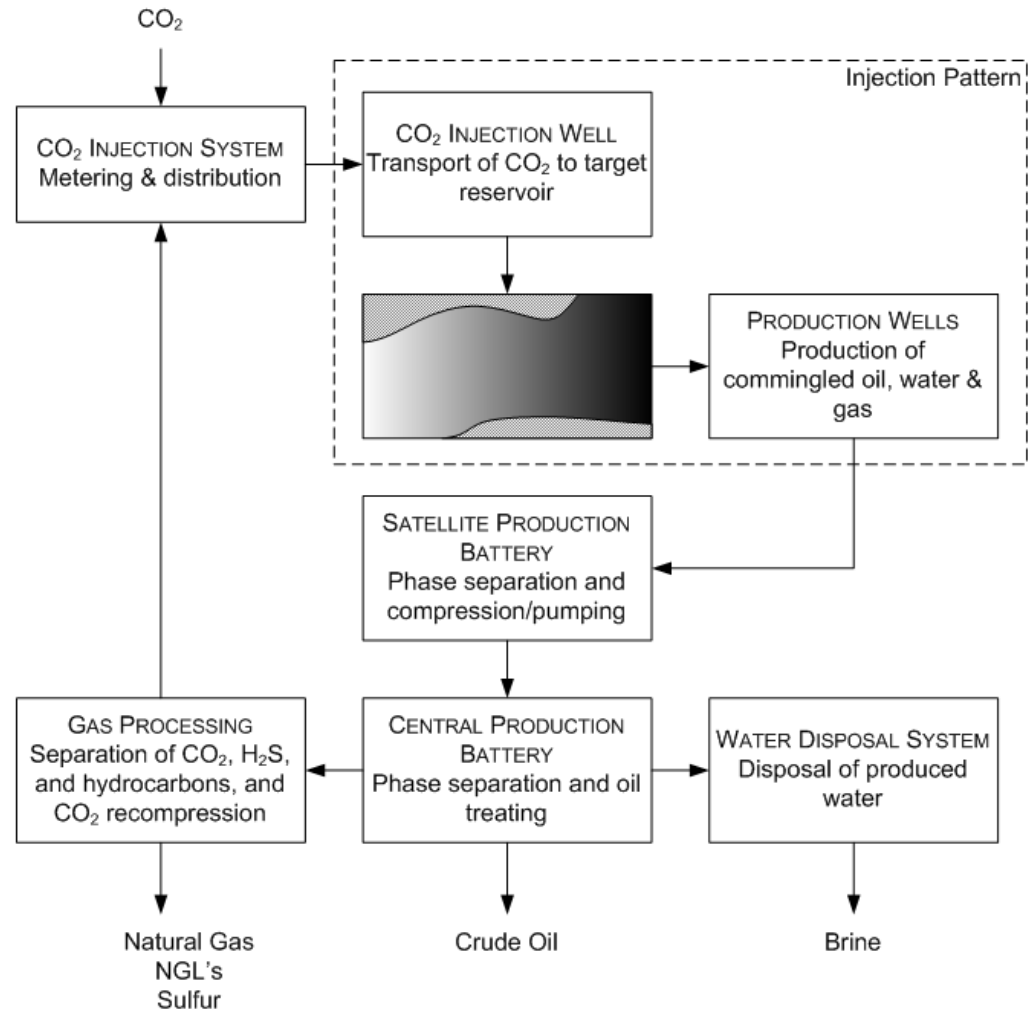 CO₂
Injection Pattern
CO₂ INJECTION SYSTEM
Metering & distribution
CO₂ INJECTION WELL
Transport of CO₂ to target
reservoir
PRODUCTION WELLS
Production of
commingled oil, water &
gas
SATELLITE PRODUCTION
BATTERY
Phase separation and
compression/pumping
GAS PROCESSING
Separation of CO₂, H₂S,
and hydrocarbons, and
CO₂ recompression
CENTRAL PRODUCTION
BATTERY
Phase separation and oil
treating
WATER DISPOSAL SYSTEM
Disposal of produced
water
Natural Gas
NGL's
Sulfur
Crude Oil
Brine